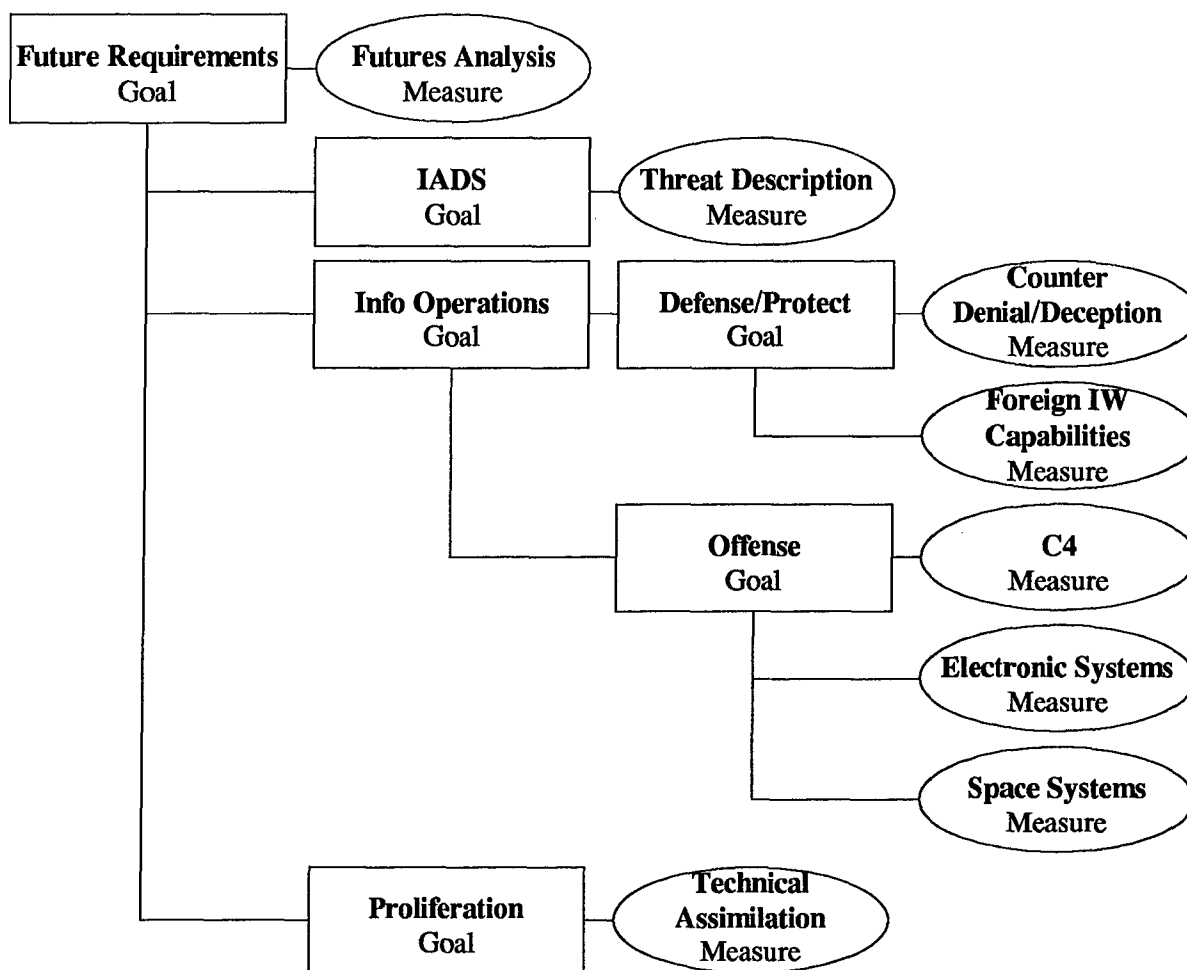 Future Requirements
Goal
Futures Analysis
Measure
IADS
Goal
Threat Description
Measure
Info Operations
Goal
Defense/Protect
Goal
Counter
Denial/Deception
Measure
Foreign IW
Capabilities
Measure
Offense
Goal
C4
Measure
Electronic Systems
Measure
Space Systems
Measure
Proliferation
Goal
Technical
Assimilation
Measure